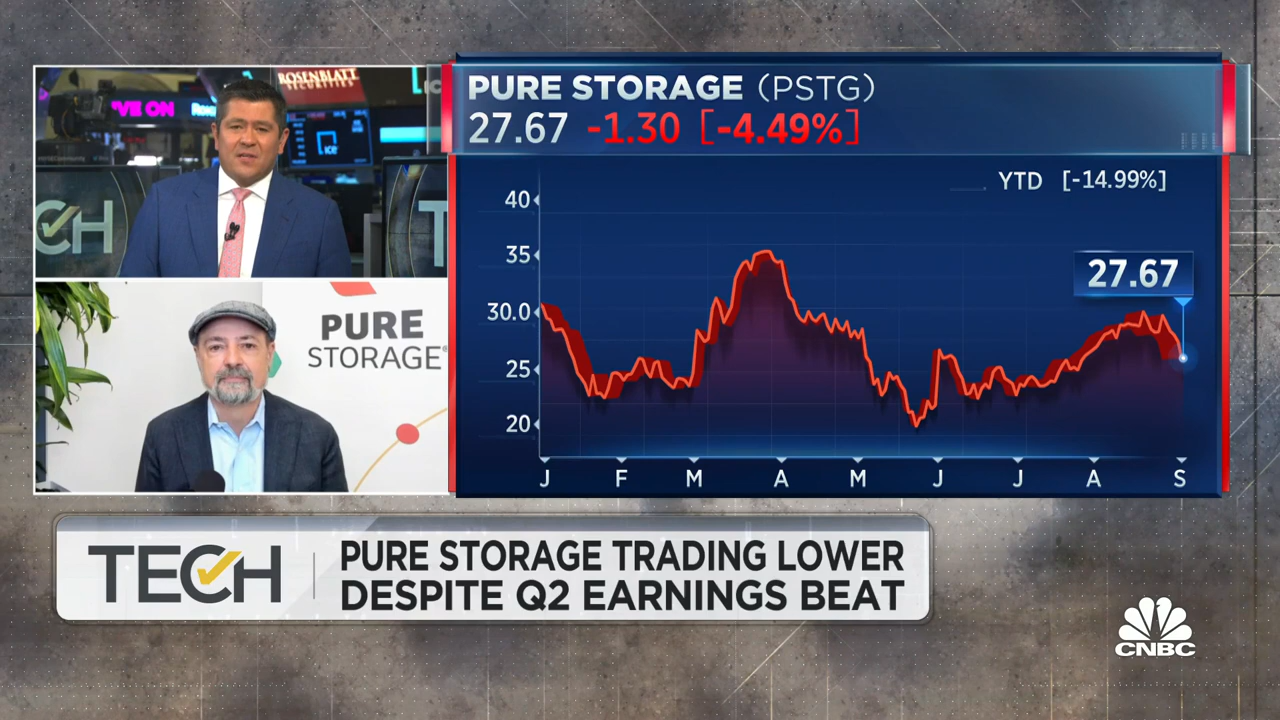 ROSENBLATT
SECURITIES
'VE ON
ICE
TECH
PURE
STORAGE
PURE STORAGE (PSTG)
27.67 -1.30 [-4.49%]
YTD [-14.99%]
40
35
30.0
25
20
27.67
J F M A M J J A S
TECH
PURE STORAGE TRADING LOWER
DESPITE Q2 EARNINGS BEAT
CNBC